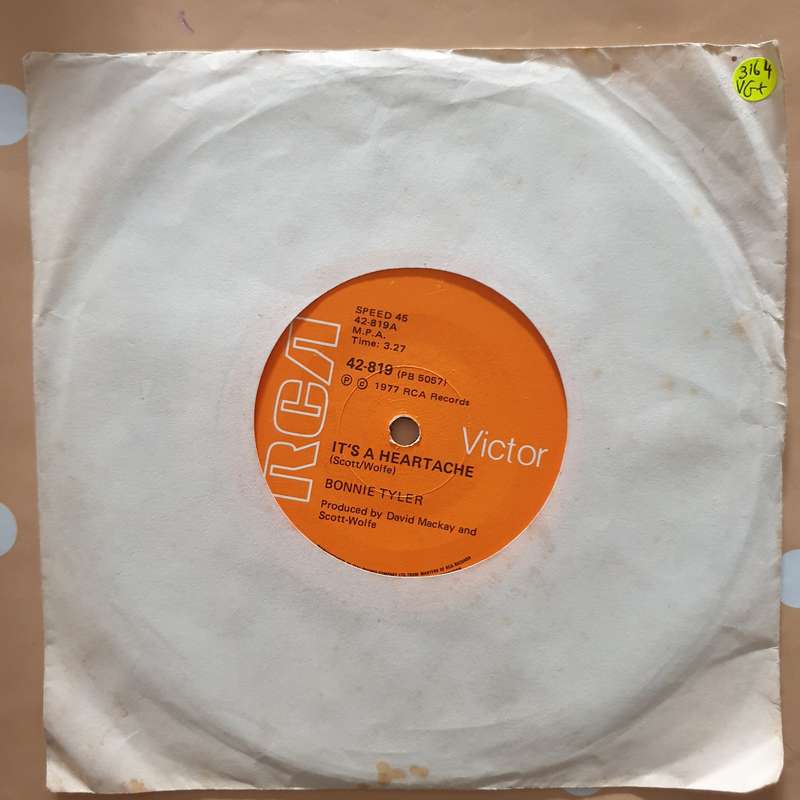 3164
VG+
RCA
SPEED 45
42-819A
M.P.A.
Time: 3.27
42-819 (PB 5057)
Ⓟ © 1977 RCA Records
Victor
IT'S A HEARTACHE
(Scott/Wolfe)
BONNIE TYLER
Produced by David Mackay and
Scott-Wolfe